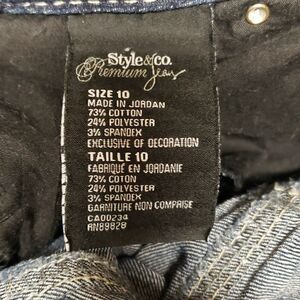 Style&co.
Premium Jeans
SIZE 10
MADE IN JORDAN
73% COTTON
24% POLYESTER
3% SPANDEX
EXCLUSIVE OF DECORATION
TAILLE 10
FABRIQUÉ EN JORDANIE
73% COTON
24% POLYESTER
3% SPANDEX
GARNITURE NON COMPRISE
CA00234
RN89828